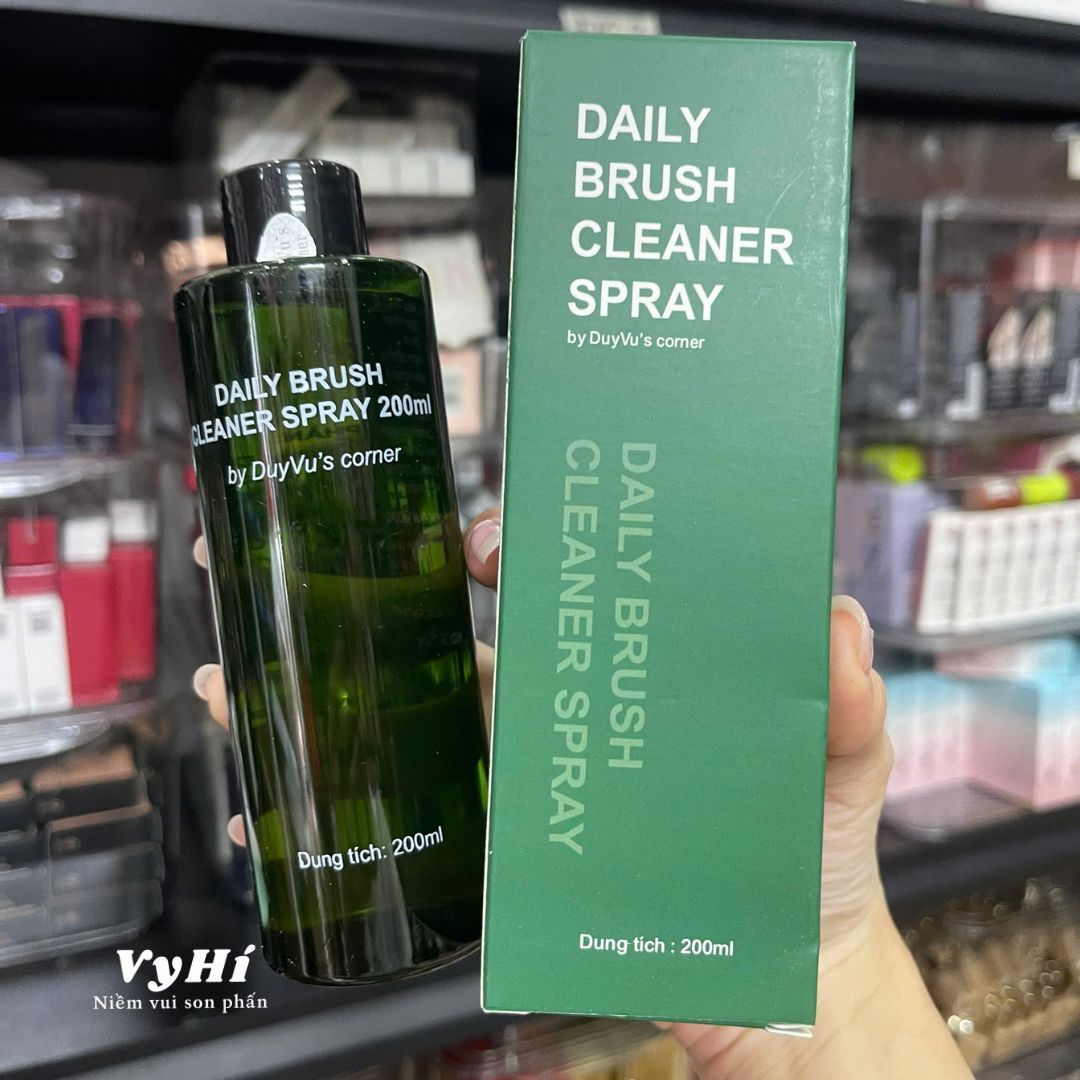 DAILY
BRUSH
CLEANER
SPRAY
by DuyVu's corner
DAILY BRUSH
CLEANER SPRAY
Dung tích : 200ml
DAILY BRUSH
CLEANER SPRAY 200ml
by DuyVu's corner
Dung tích: 200ml
VyHí
Niềm vui son phấn